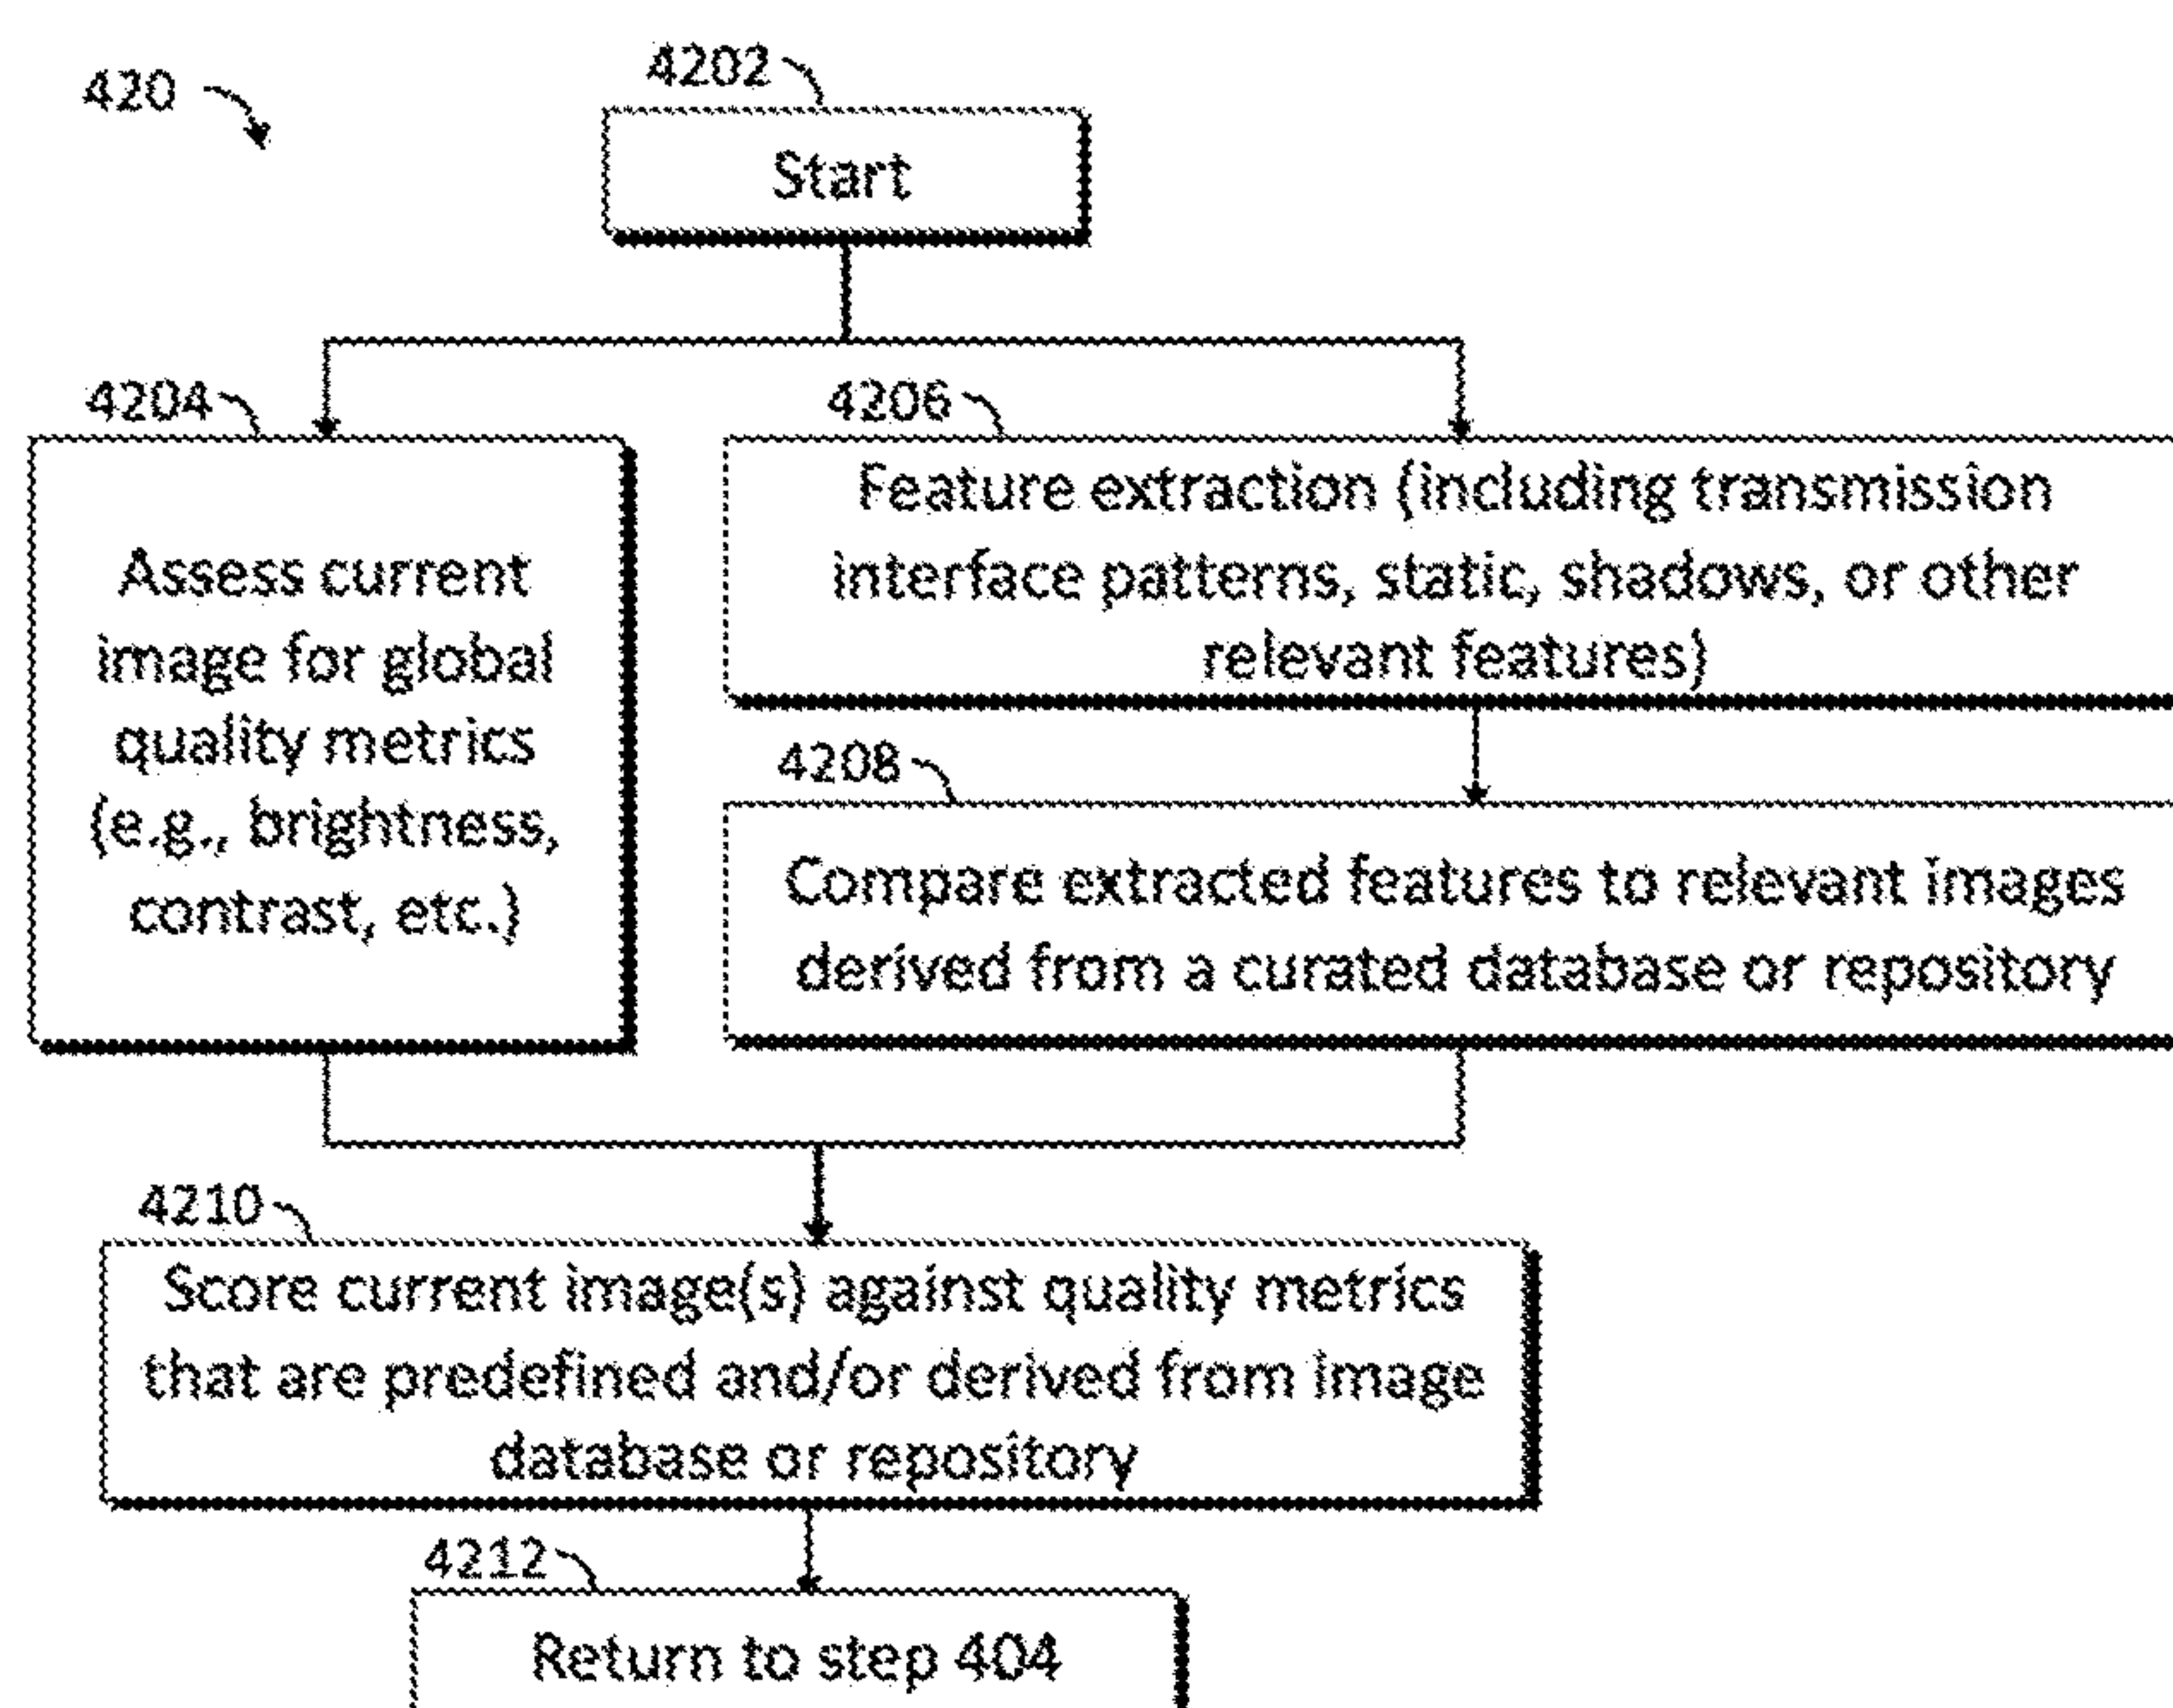 420
4202
Start
4204
Assess current
image for global
quality metrics
(e.g., brightness,
contrast, etc.)
4206
Feature extraction (including transmission
interface patterns, static, shadows, or other
relevant features)
4208
Compare extracted features to relevant images
derived from a curated database or repository
4210
Score current image(s) against quality metrics
that are predefined and/or derived from image
database or repository
4212
Return to step 404